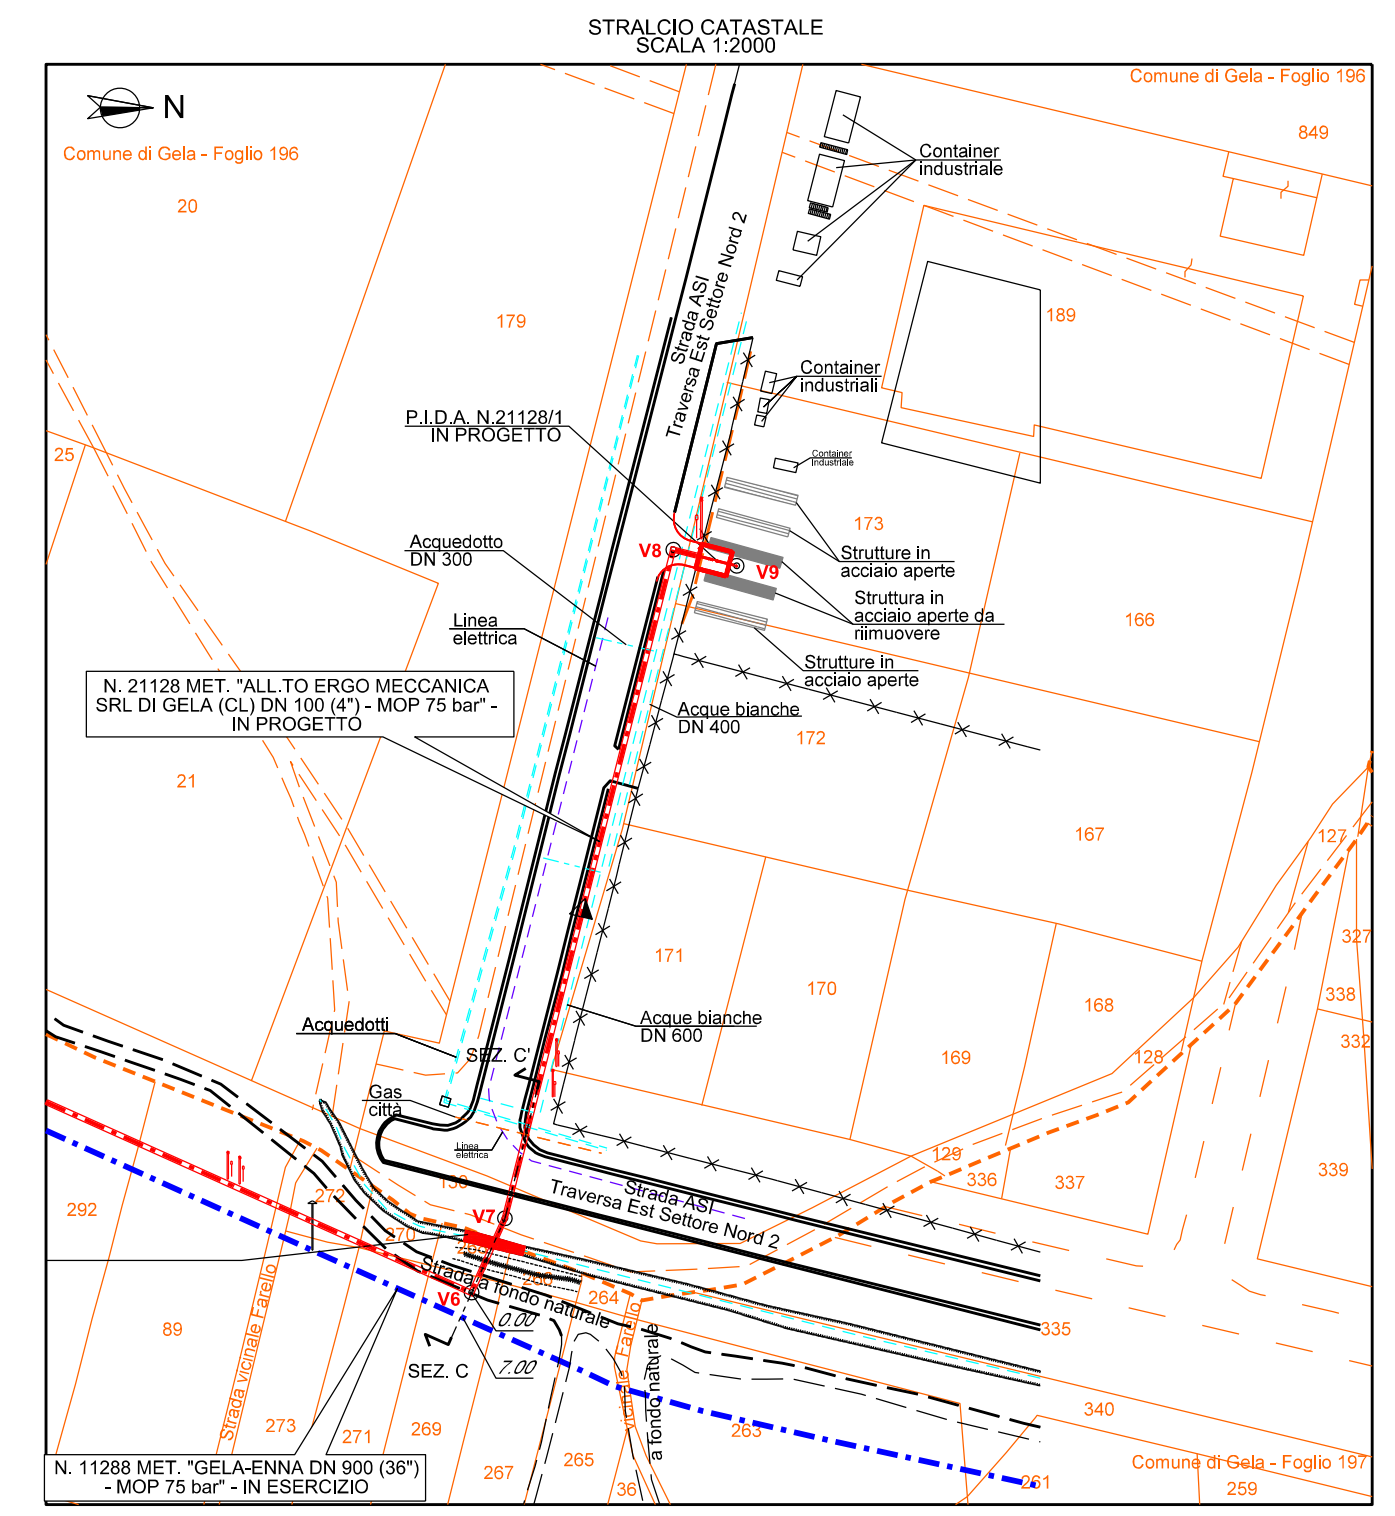 STRALCIO CATASTALE
SCALA 1:2000
Comune di Gela - Foglio 196
N
849
Comune di Gela - Foglio 196
Container
industriale
20
Strada ASI
Traversa Est Settore Nord 2
179
189
Container
industriali
P.I.D.A. N.21128/1
IN PROGETTO
25
Container
Industriale
173
Acquedotto
DN 300
V8
V9
Strutture in
acciaio aperte
Struttura in
acciaio aperte da
riimuovere
166
Linea
elettrica
Strutture in
acciaio aperte
N. 21128 MET. "ALL.TO ERGO MECCANICA
SRL DI GELA (CL) DN 100 (4") - MOP 75 bar" -
IN PROGETTO
Acque bianche
DN 400
172
21
167
127
171
170
168
327
338
332
Acquedotti
Acque bianche
DN 600
SEZ. C'
169
128
Gas
città
Linea
elettrica
129
336
337
339
292
272
Strada ASI
Traversa Est Settore Nord 2
V7
270
Strada a fondo naturale
V6
264
0.00
7.00
SEZ. C
89
335
Strada vicinale Farello
vicinale Farello
a fondo naturale
273
271
269
267
265
36
263
340
261
259
Comune di Gela - Foglio 197
N. 11288 MET. "GELA-ENNA DN 900 (36")
- MOP 75 bar" - IN ESERCIZIO